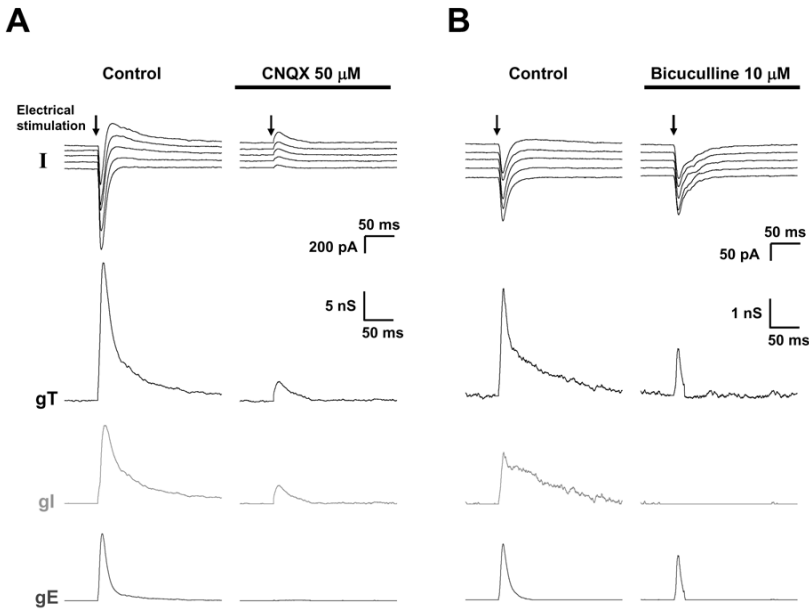 A
B
Control
CNQX 50 μM
Control
Bicuculline 10 μM
Electrical
stimulation
I
50 ms
200 pA
50 ms
50 pA
5 nS
50 ms
1 nS
50 ms
gT
gI
gE